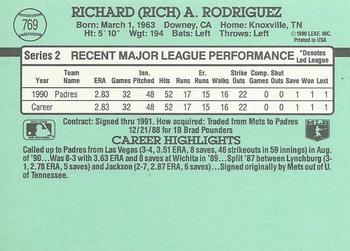 769
RICHARD (RICH) A. RODRIGUEZ
Born: March 1, 1963 Downey, CA Home: Knoxville, TN
Ht: 5' 10" Wgt: 194 Bats: Left Throws: Left
© 1990 LEAF, INC.
Printed in USA
Series 2 RECENT MAJOR LEAGUE PERFORMANCE *Denotes Led League
ERA Games Pitched Innings Won Lost Hits Runs Er. Runs Walks Strike Outs Comp. Games Shut Outs Saves
1990 Padres 2.83 32 48 1 1 52 17 15 16 22 0 0 1
Career 2.83 32 48 1 1 52 17 15 16 22 0 0 1
Contract: Signed thru 1991. How acquired: Traded from Mets to Padres
12/21/88 for 1B Brad Pounders
MLB
CAREER HIGHLIGHTS
Called up to Padres from Las Vegas (3-4, 3.51 ERA, 8 saves, 46 strikeouts in 59 innings) in Aug.
of '90... Was 8-3 with 3.63 ERA and 8 saves at Wichita in '89... Split '87 between Lynchburg (3-
1, 2.78 ERA, 5 saves) and Jackson (2-7, 2.87 ERA, 6 saves)... Signed originally by Mets out of U.
of Tennessee.